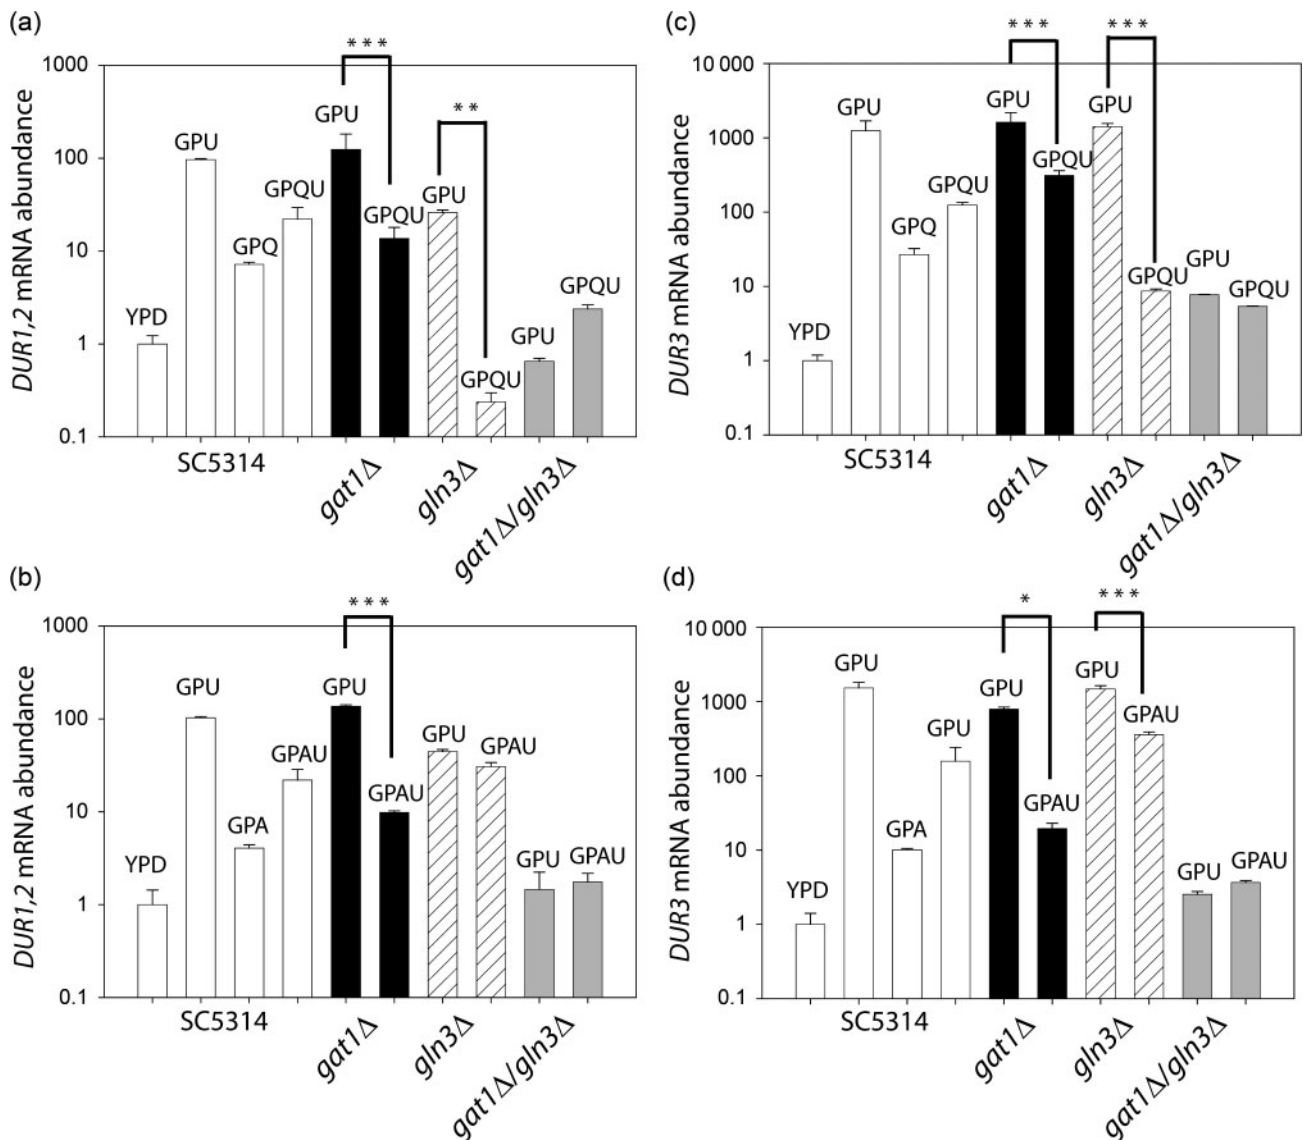 (a)
DUR1,2 mRNA abundance
1000
100
10
1
0.1
YPD
GPU
GPQ
GPQU
GPU
GPQU
GPU
GPQU
GPU
GPQU
***
**
SC5314
gat1Δ
gln3Δ
gat1Δ/gln3Δ
(c)
DUR3 mRNA abundance
10 000
1000
100
10
1
0.1
YPD
GPU
GPQ
GPQU
GPU
GPQU
GPU
GPQU
GPU
GPQU
***
***
SC5314
gat1Δ
gln3Δ
gat1Δ/gln3Δ
(b)
DUR1,2 mRNA abundance
1000
100
10
1
0.1
YPD
GPU
GPA
GPAU
GPU
GPAU
GPU
GPAU
GPU
GPAU
***
SC5314
gat1Δ
gln3Δ
gat1Δ/gln3Δ
(d)
DUR3 mRNA abundance
10 000
1000
100
10
1
0.1
YPD
GPU
GPA
GPU
GPU
GPAU
GPU
GPAU
GPU
GPAU
*
***
SC5314
gat1Δ
gln3Δ
gat1Δ/gln3Δ